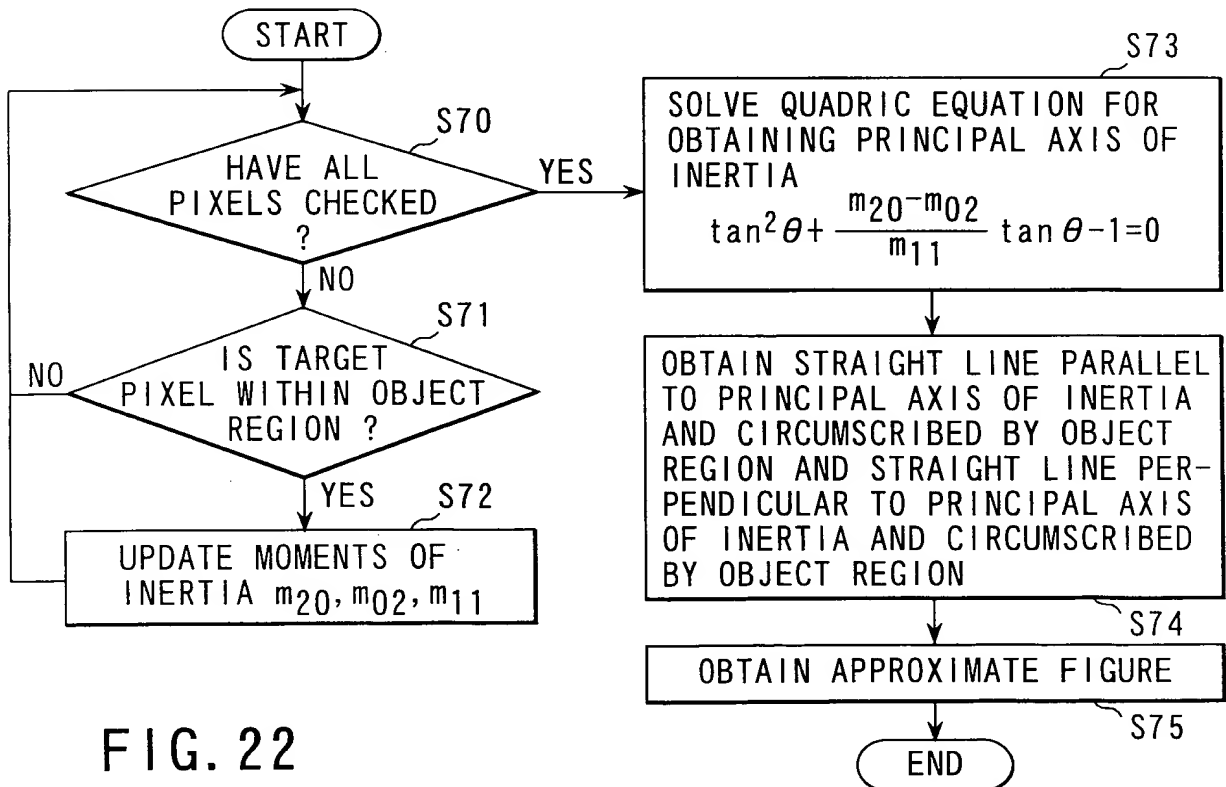 START
S70
HAVE ALL
PIXELS CHECKED
?
YES
NO
S71
IS TARGET
PIXEL WITHIN OBJECT
REGION ?
NO
YES
S72
UPDATE MOMENTS OF
INERTIA m20, m02, m11
S73
SOLVE QUADRIC EQUATION FOR
OBTAINING PRINCIPAL AXIS OF
INERTIA
tan²θ+ (m20−m02)/m11 tan θ−1=0
OBTAIN STRAIGHT LINE PARALLEL
TO PRINCIPAL AXIS OF INERTIA
AND CIRCUMSCRIBED BY OBJECT
REGION AND STRAIGHT LINE PER-
PENDICULAR TO PRINCIPAL AXIS
OF INERTIA AND CIRCUMSCRIBED
BY OBJECT REGION
S74
OBTAIN APPROXIMATE FIGURE
S75
END
FIG. 22